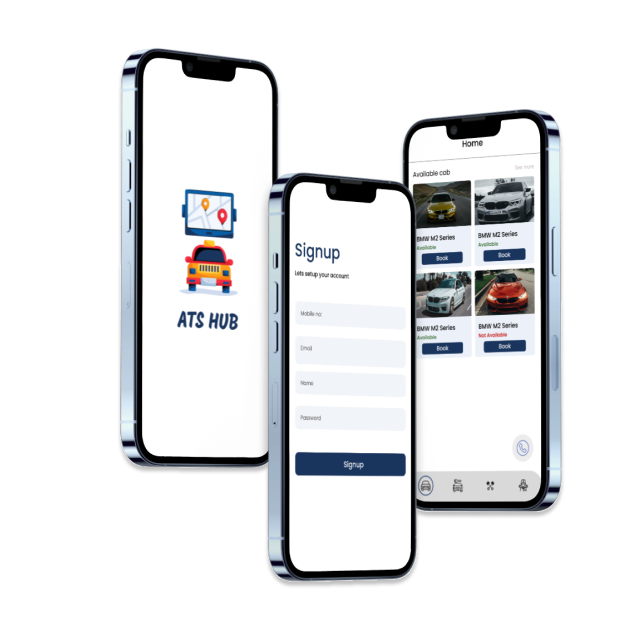 ATS HUB
Signup
Lets setup your account
Mobile no:
Email
Name
Password
Signup
Home
Available cab
See more
BMW M2 Series
Available
Book
BMW M2 Series
Available
Book
BMW M2 Series
Available
Book
BMW M2 Series
Not Available
Book